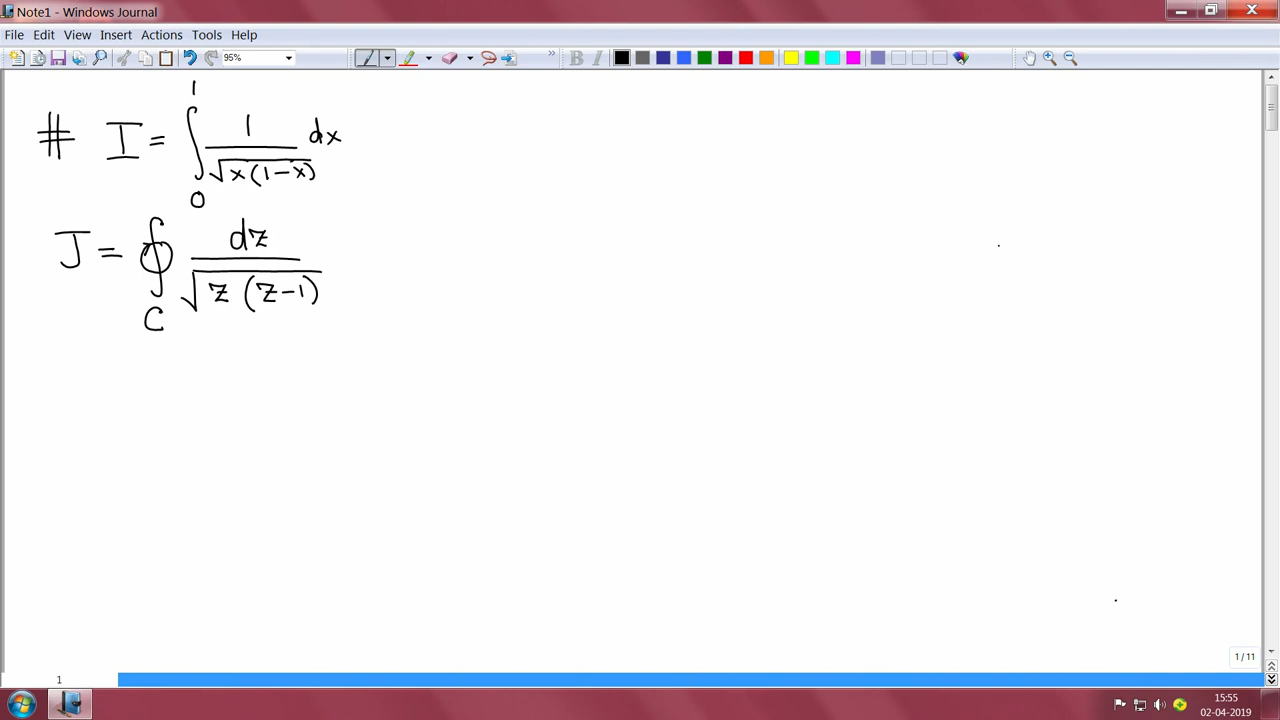 Note1 - Windows Journal
File Edit View Insert Actions Tools Help
95%
# I = ∫₀¹ 1/√(x(1-x)) dx
J = ∮_C dz/√(z (z-1))
1 / 11
1
15:55
02-04-2019